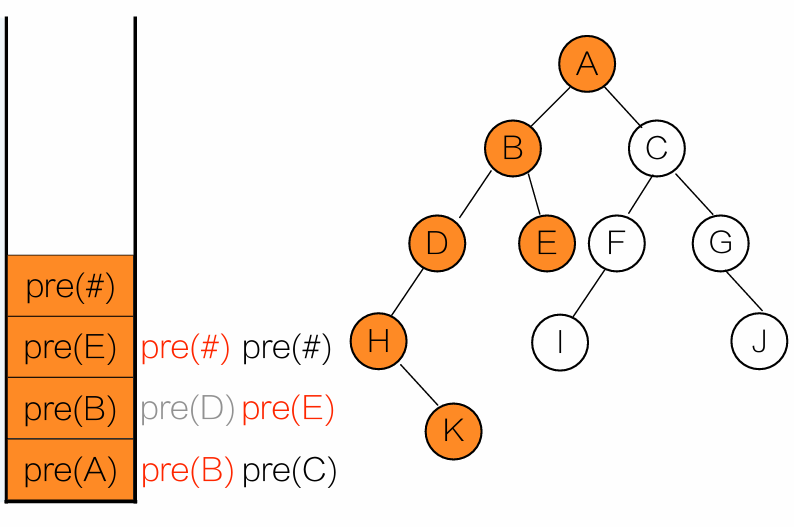 A
B
C
D
E
F
G
pre(#)
H
I
J
pre(E) pre(#) pre(#)
pre(B) pre(D) pre(E)
K
pre(A) pre(B) pre(C)